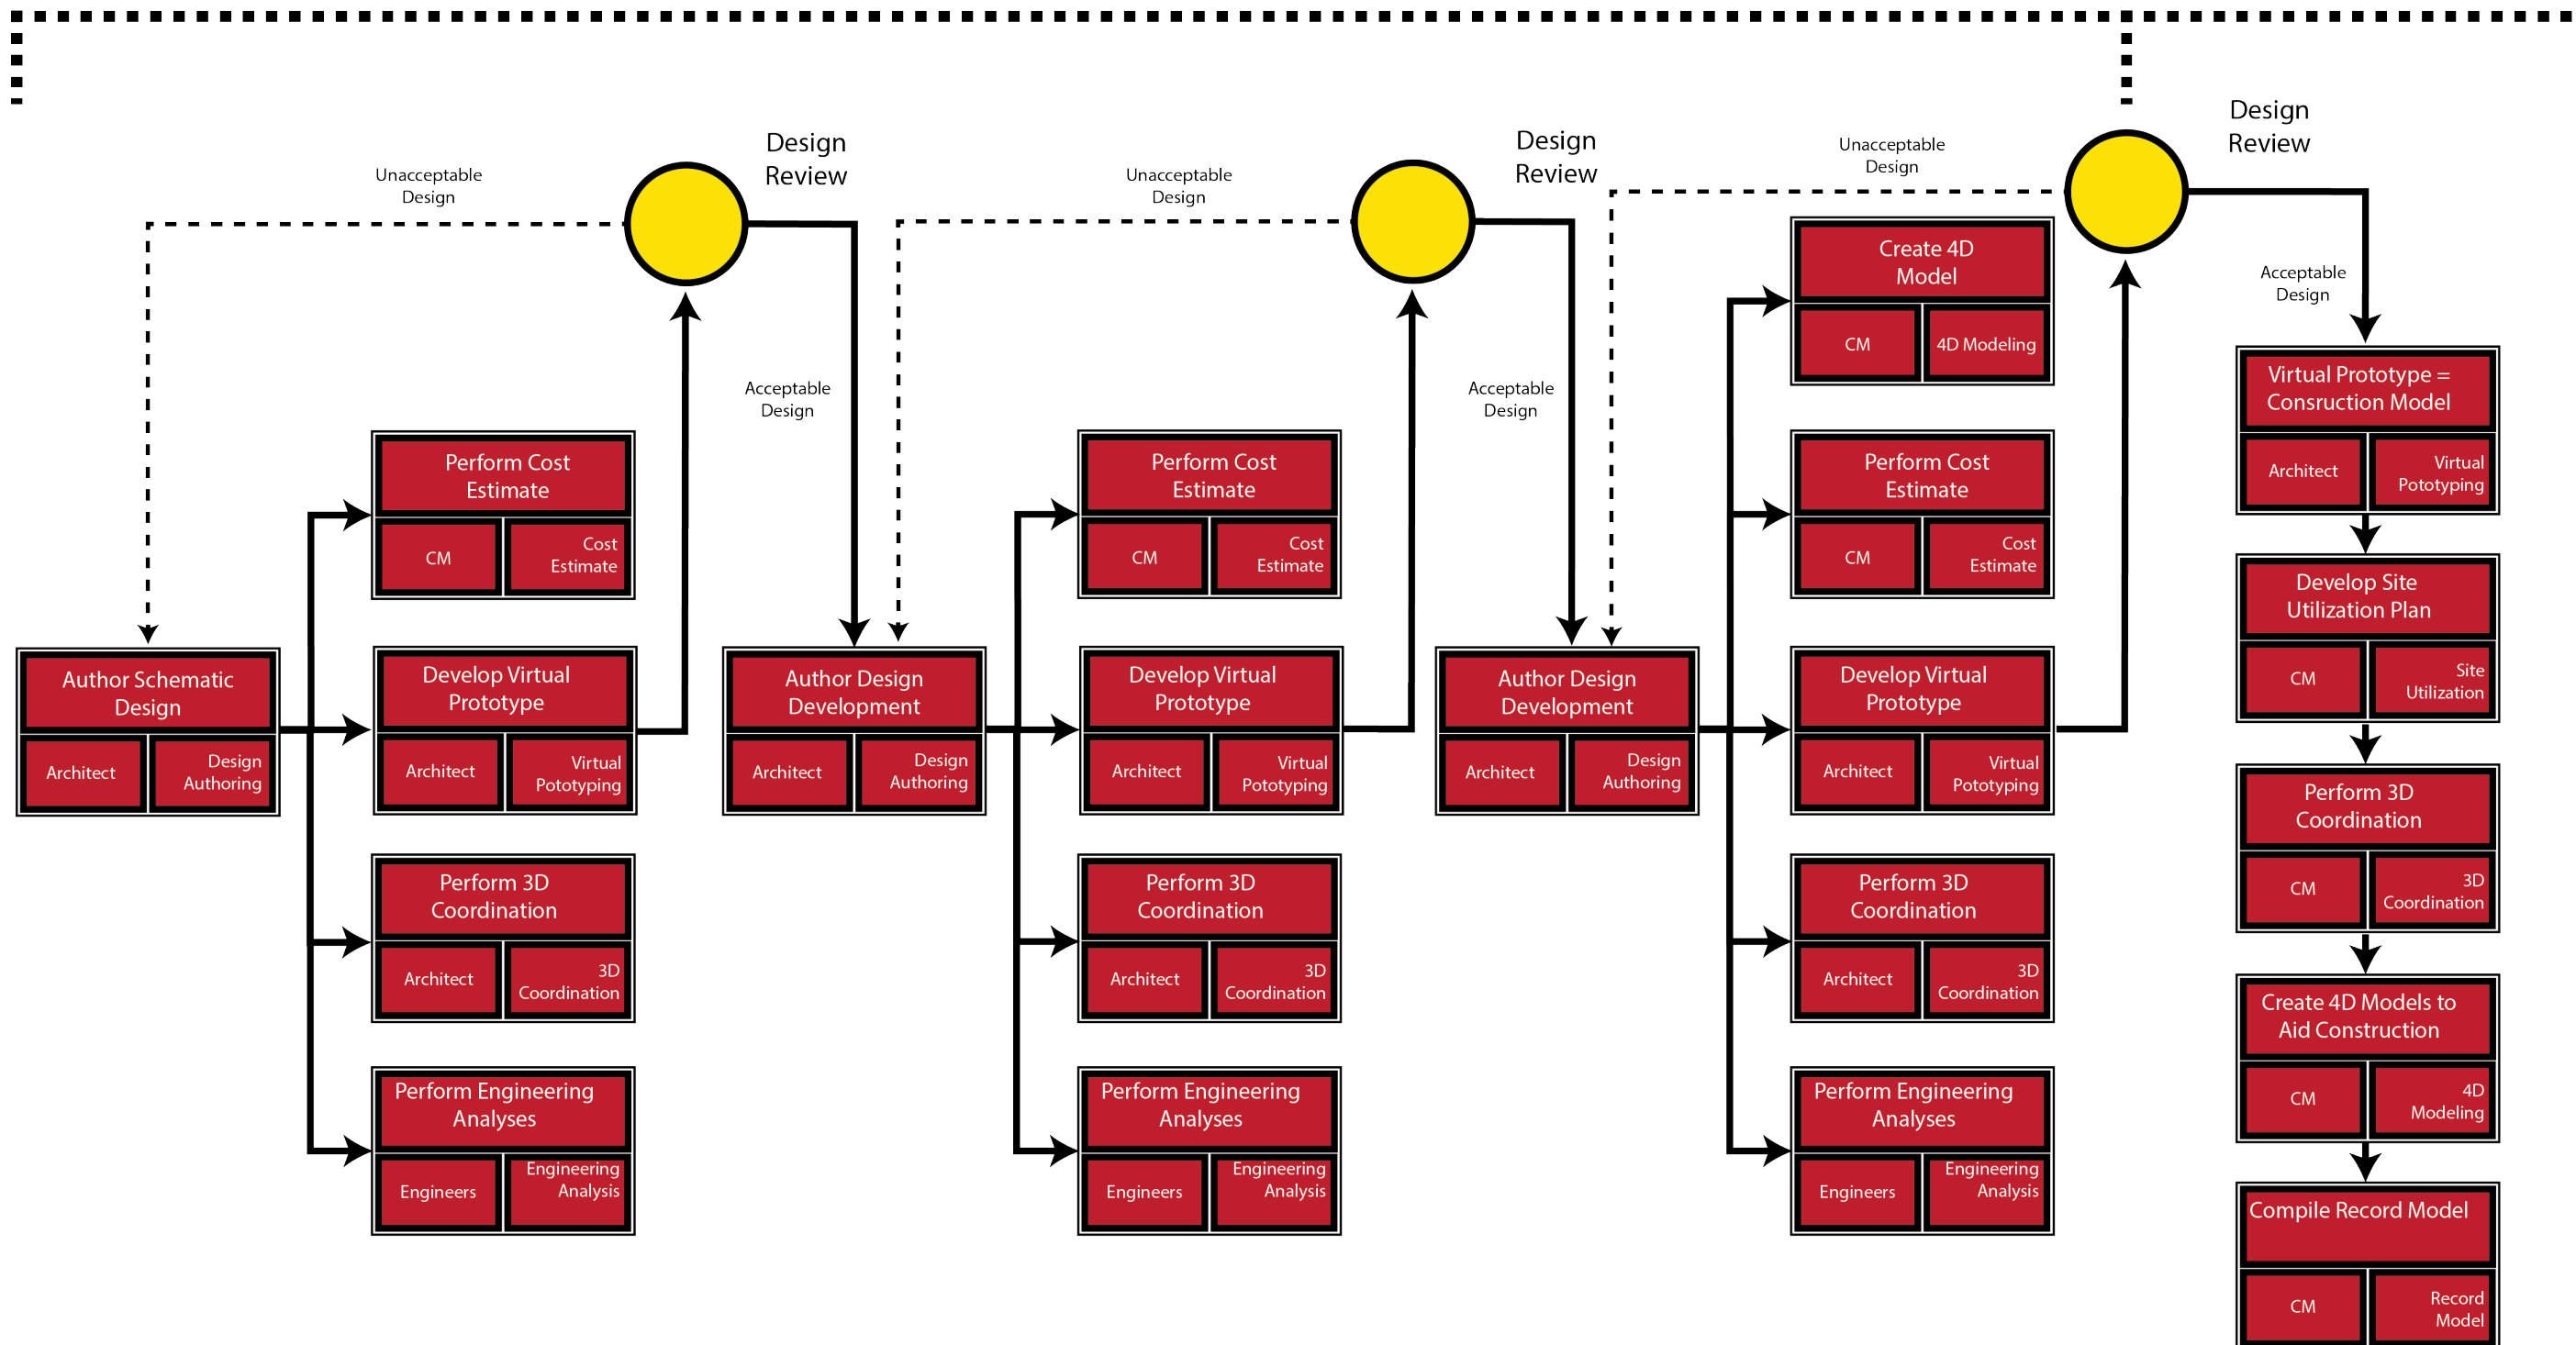 Design
Review
Unacceptable
Design
Acceptable
Design
Author Schematic
Design
Architect
Design
Authoring
Perform Cost
Estimate
CM
Cost
Estimate
Develop Virtual
Prototype
Architect
Virtual
Pototyping
Perform 3D
Coordination
Architect
3D
Coordination
Perform Engineering
Analyses
Engineers
Engineering
Analysis
Design
Review
Unacceptable
Design
Acceptable
Design
Author Design
Development
Architect
Design
Authoring
Perform Cost
Estimate
CM
Cost
Estimate
Develop Virtual
Prototype
Architect
Virtual
Pototyping
Perform 3D
Coordination
Architect
3D
Coordination
Perform Engineering
Analyses
Engineers
Engineering
Analysis
Design
Review
Unacceptable
Design
Acceptable
Design
Author Design
Development
Architect
Design
Authoring
Create 4D
Model
CM
4D Modeling
Perform Cost
Estimate
CM
Cost
Estimate
Develop Virtual
Prototype
Architect
Virtual
Pototyping
Perform 3D
Coordination
Architect
3D
Coordination
Perform Engineering
Analyses
Engineers
Engineering
Analysis
Virtual Prototype =
Consruction Model
Architect
Virtual
Pototyping
Develop Site
Utilization Plan
CM
Site
Utilization
Perform 3D
Coordination
CM
3D
Coordination
Create 4D Models to
Aid Construction
CM
4D
Modeling
Compile Record Model
CM
Record
Model